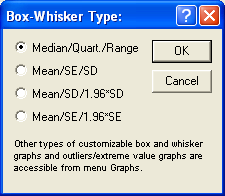 Box-Whisker Type:
Median/Quart./Range
OK
Mean/SE/SD
Cancel
Mean/SD/1.96*SD
Mean/SE/1.96*SE
Other types of customizable box and whisker
graphs and outliers/extreme value graphs are
accessible from menu Graphs.